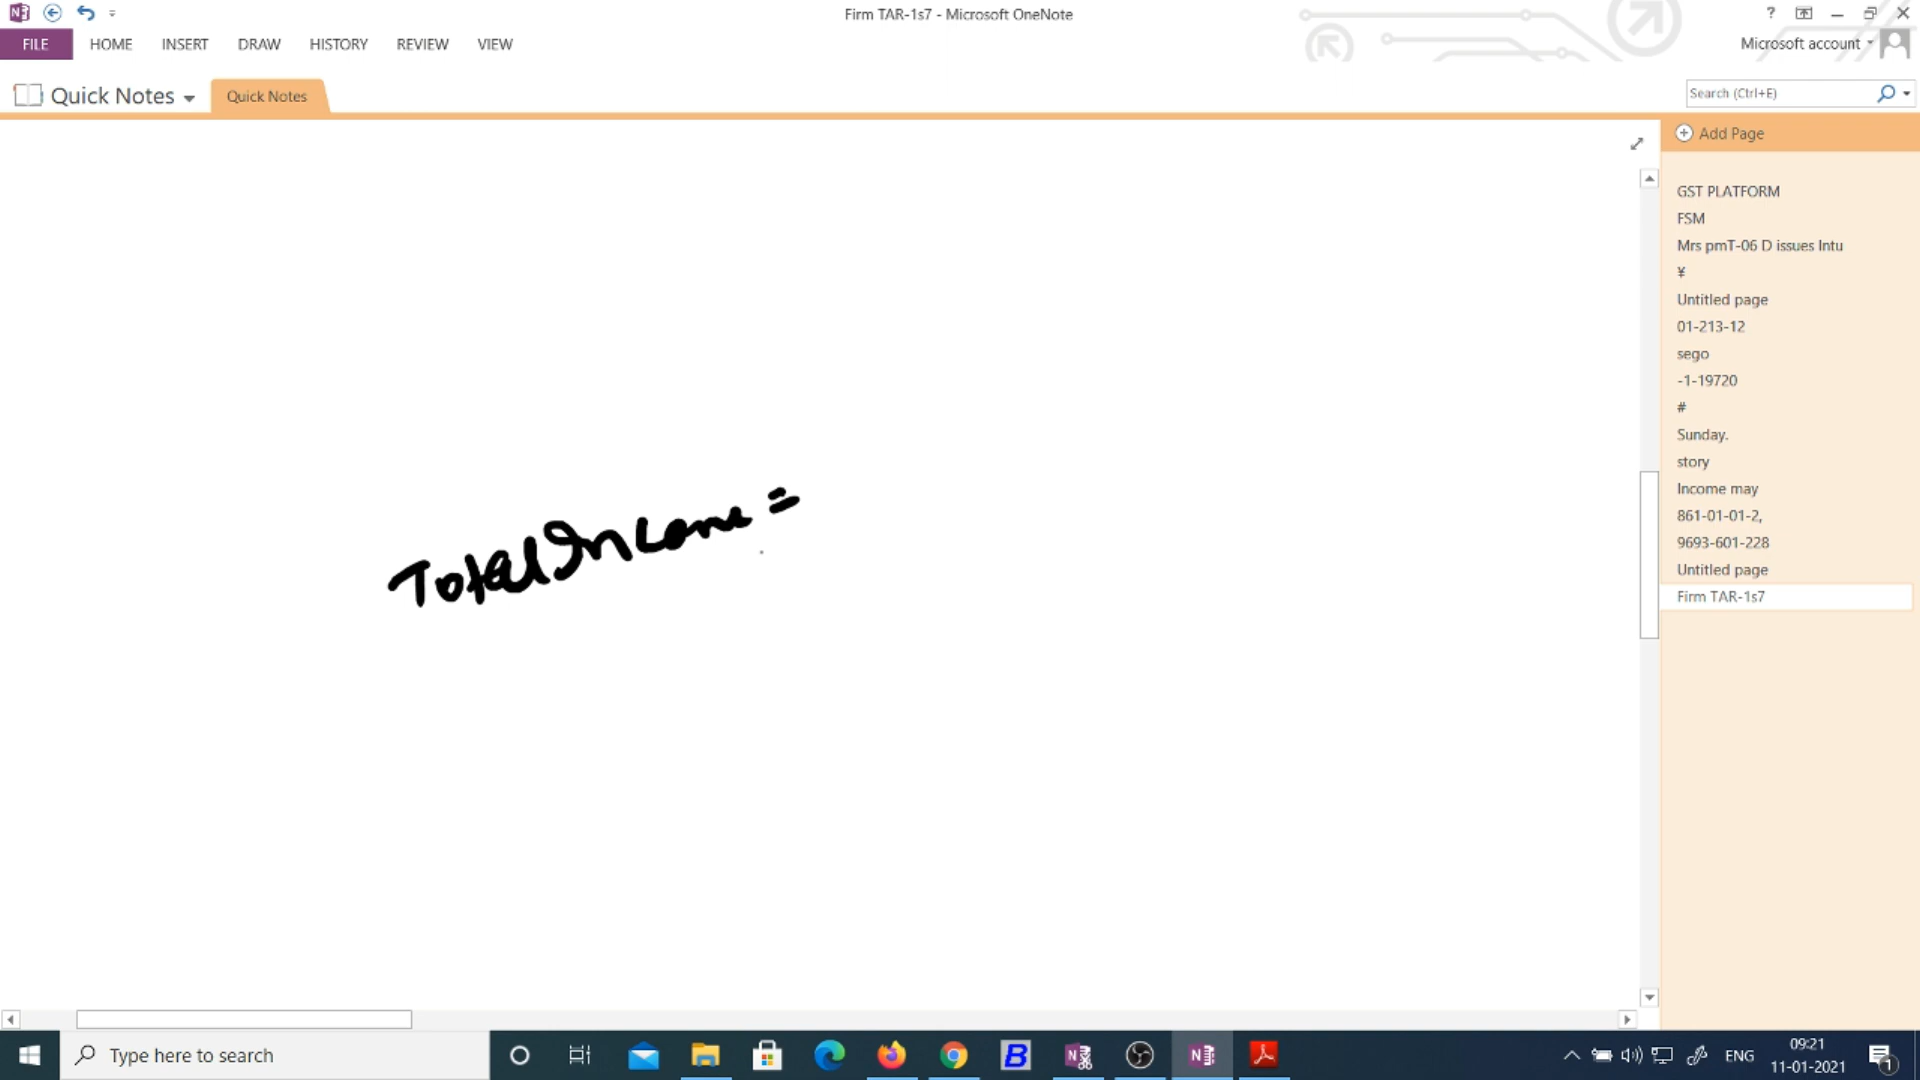 Firm TAR-1s7 - Microsoft OneNote
?
FILE HOME INSERT DRAW HISTORY REVIEW VIEW
Microsoft account
Quick Notes
Quick Notes
Search (Ctrl+E)
Add Page
GST PLATFORM
FSM
Mrs pmT-06 D issues Intu
¥
Untitled page
01-213-12
sego
-1-19720
#
Sunday.
story
Income may
861-01-01-2,
9693-601-228
Untitled page
Firm TAR-1s7
Total Income =
Type here to search
ENG
09:21
11-01-2021
1